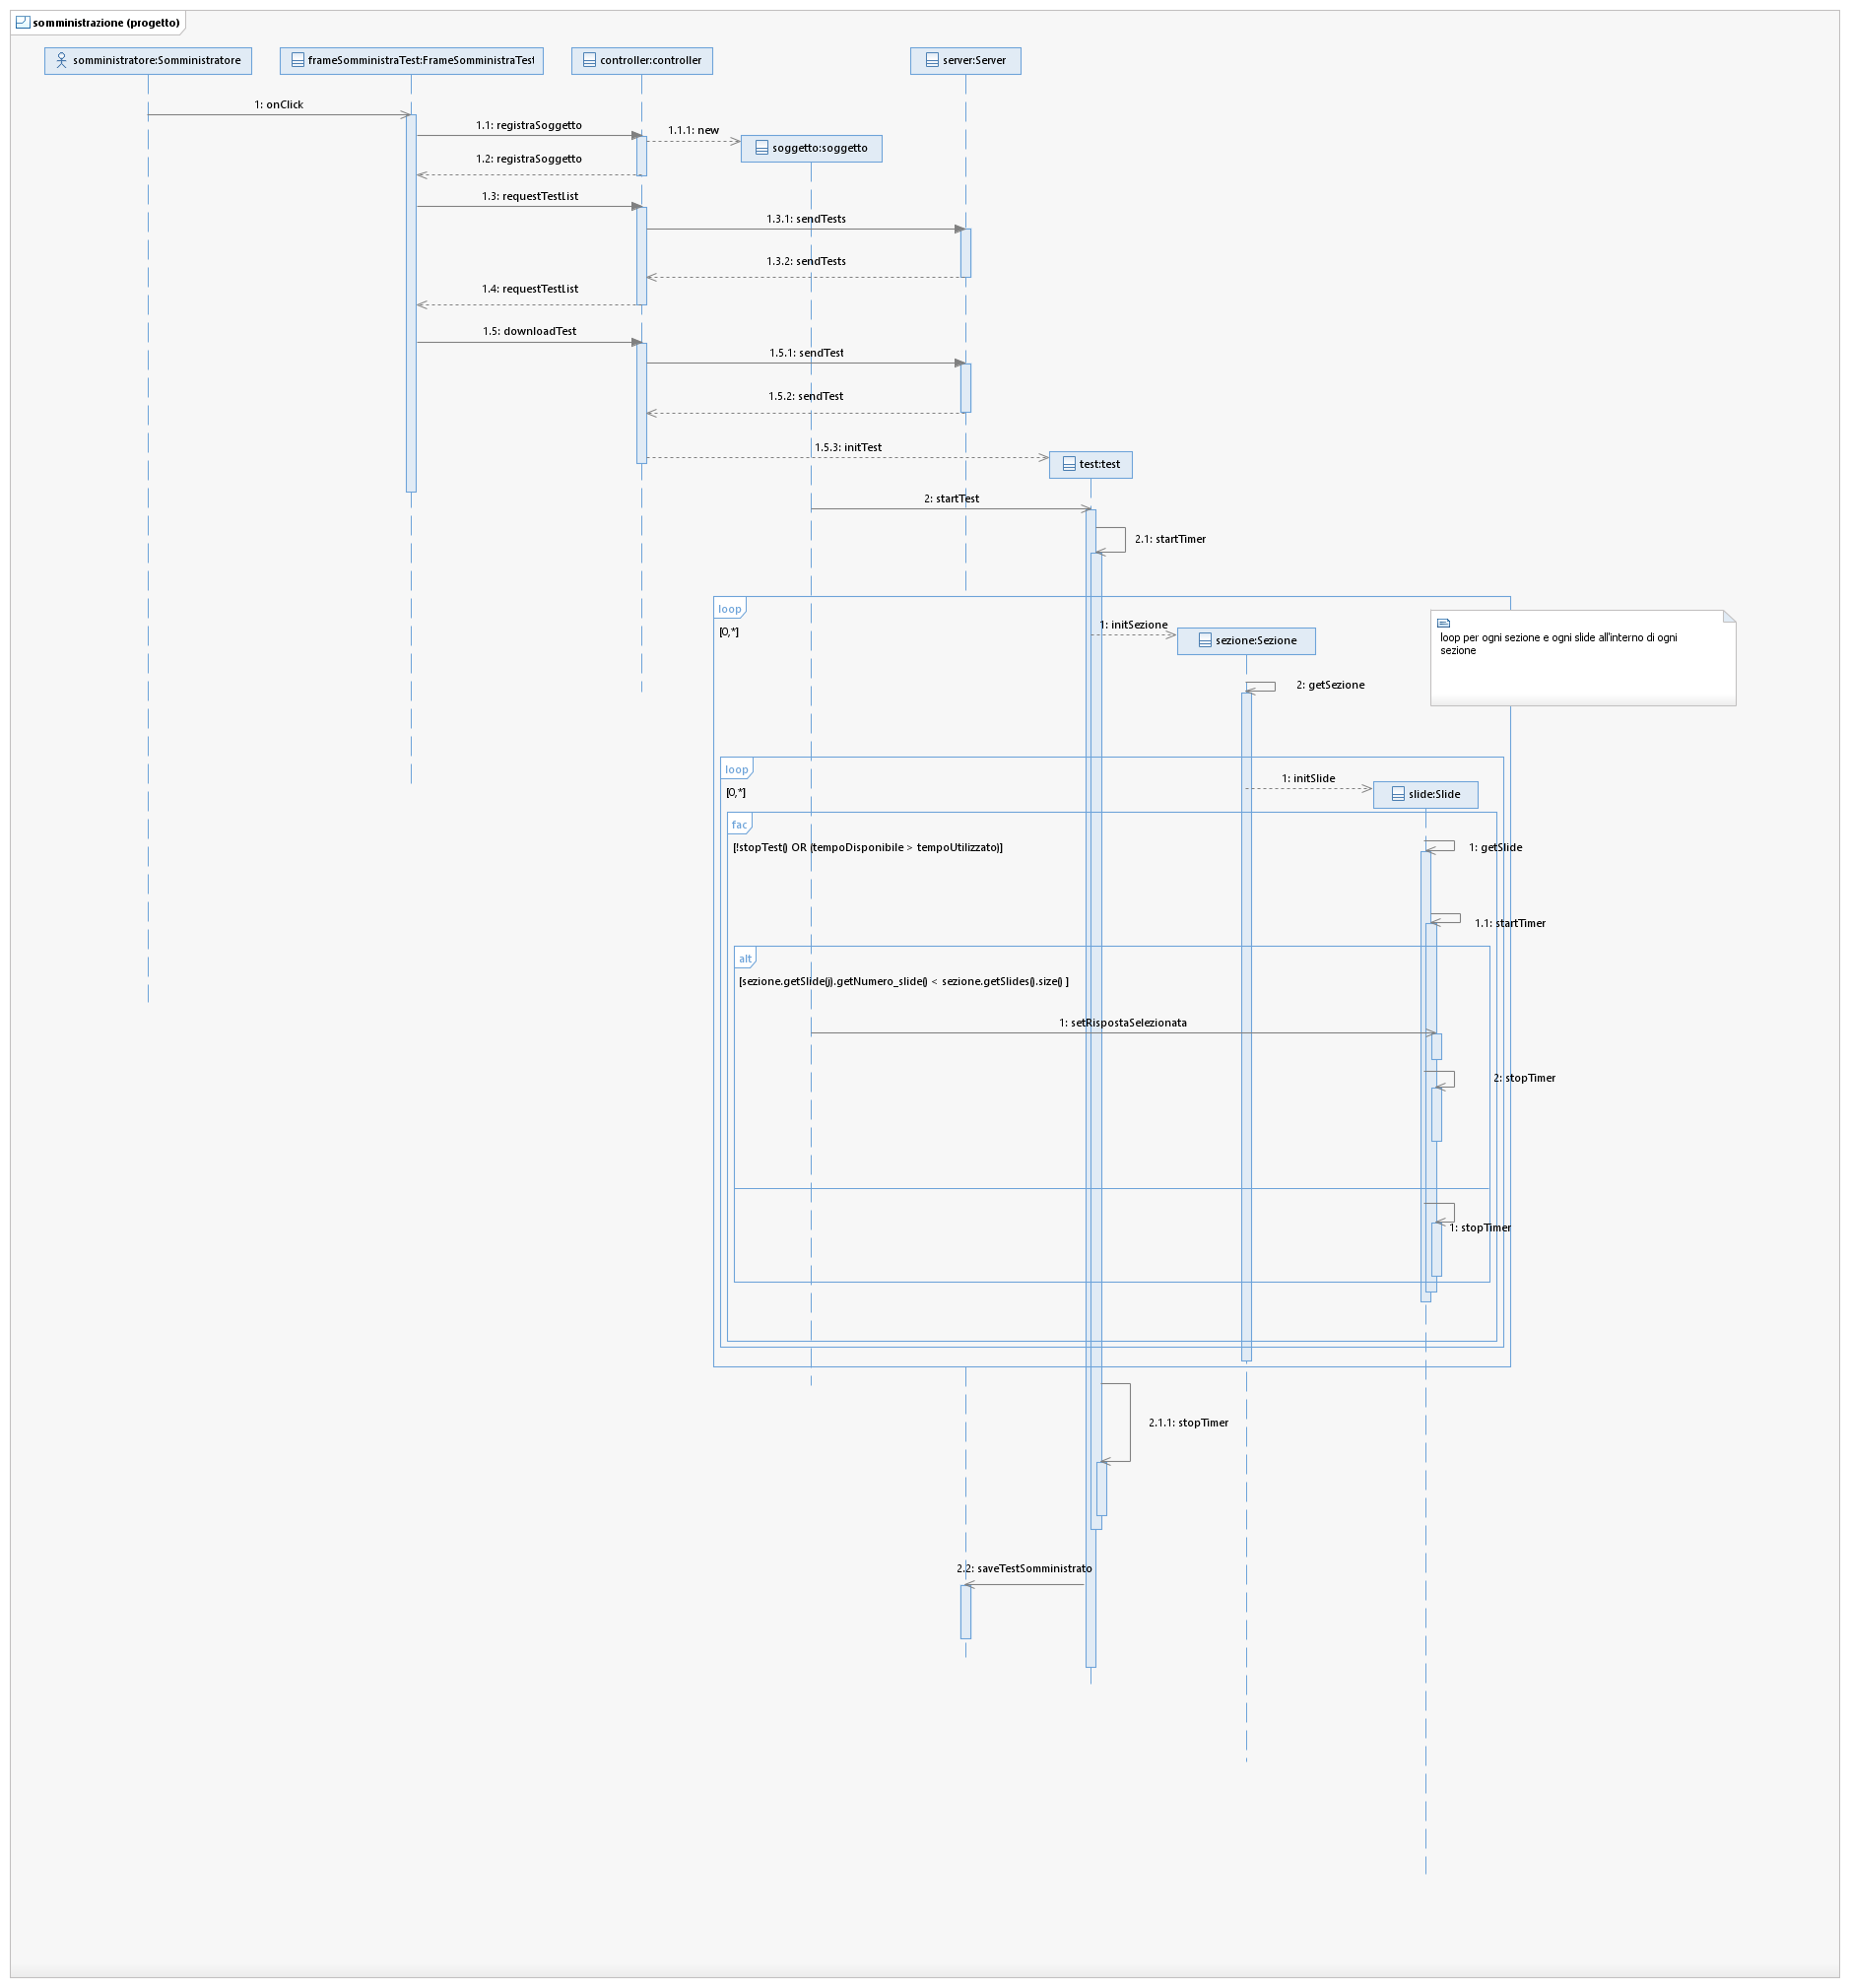 somministrazione (progetto)
somministratore:Somministratore
frameSomministraTest:FrameSomministraTest
controller:controller
server:Server
1: onClick
1.1: registraSoggetto
1.1.1: new
soggetto:soggetto
1.2: registraSoggetto
1.3: requestTestList
1.3.1: sendTests
1.3.2: sendTests
1.4: requestTestList
1.5: downloadTest
1.5.1: sendTest
1.5.2: sendTest
1.5.3: initTest
test:test
2: startTest
2.1: startTimer
loop
[0,*]
1: initSezione
sezione:Sezione
loop per ogni sezione e ogni slide all'interno di ogni
sezione
2: getSezione
loop
[0,*]
1: initSlide
slide:Slide
fac
[!stopTest() OR (tempoDisponibile > tempoUtilizzato)]
1: getSlide
1.1: startTimer
alt
[sezione.getSlide(j).getNumero_slide() < sezione.getSlides().size() ]
1: setRispostaSelezionata
2: stopTimer
1: stopTimer
2.1.1: stopTimer
2.2: saveTestSomministrato